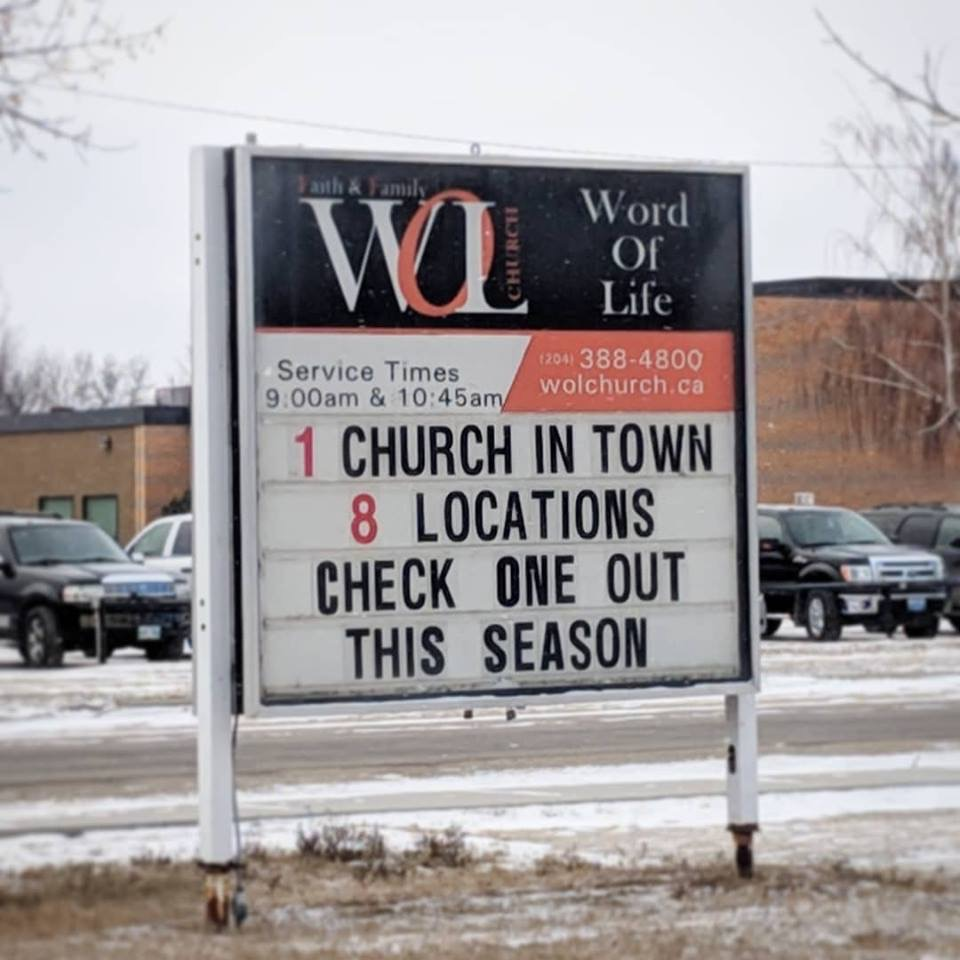 Faith & Family
WOL CHURCH
Word
Of
Life
Service Times
9:00am & 10:45am
(204) 388-4800
wolchurch.ca
1 CHURCH IN TOWN
8 LOCATIONS
CHECK ONE OUT
THIS SEASON